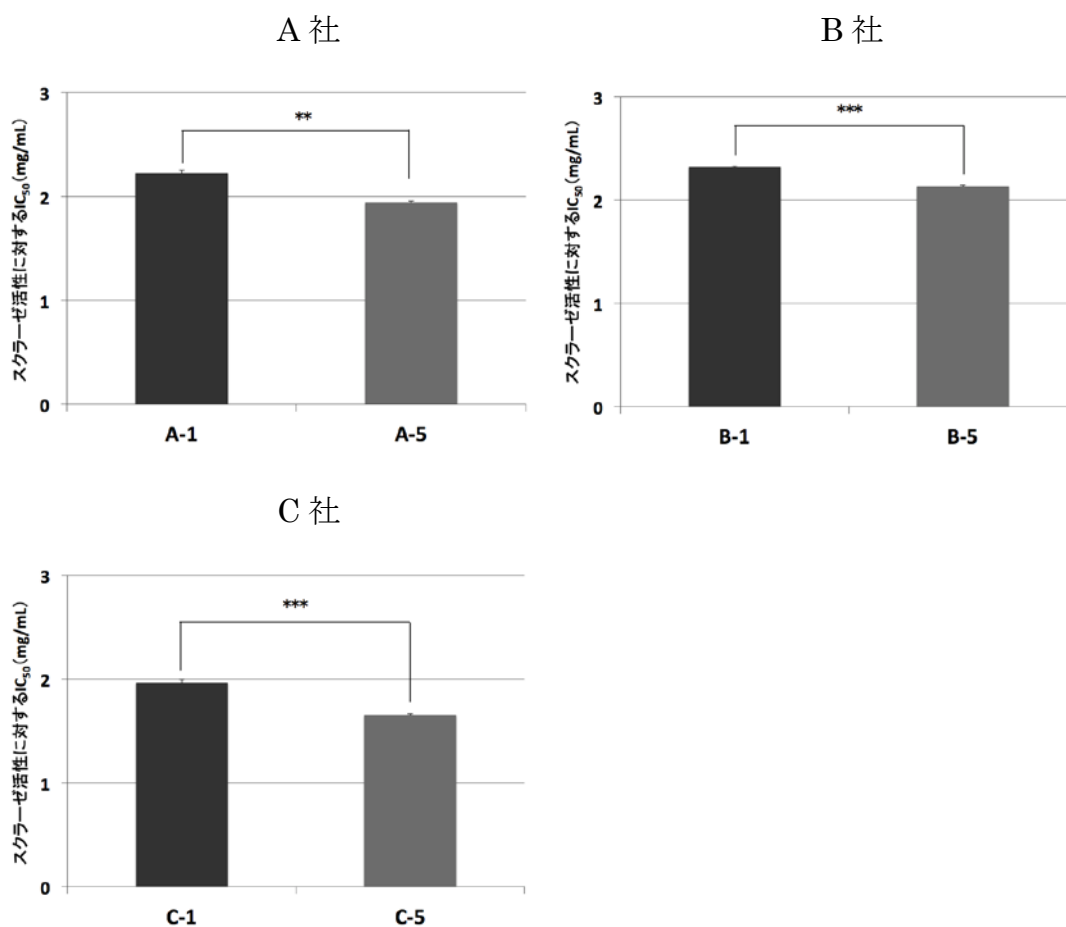 A 社
スクラーゼ活性に対するIC50(mg/mL)
3
2
1
0
**
A-1
A-5
B 社
スクラーゼ活性に対するIC50(mg/mL)
3
2
1
0
***
B-1
B-5
C 社
スクラーゼ活性に対するIC50(mg/mL)
3
2
1
0
***
C-1
C-5